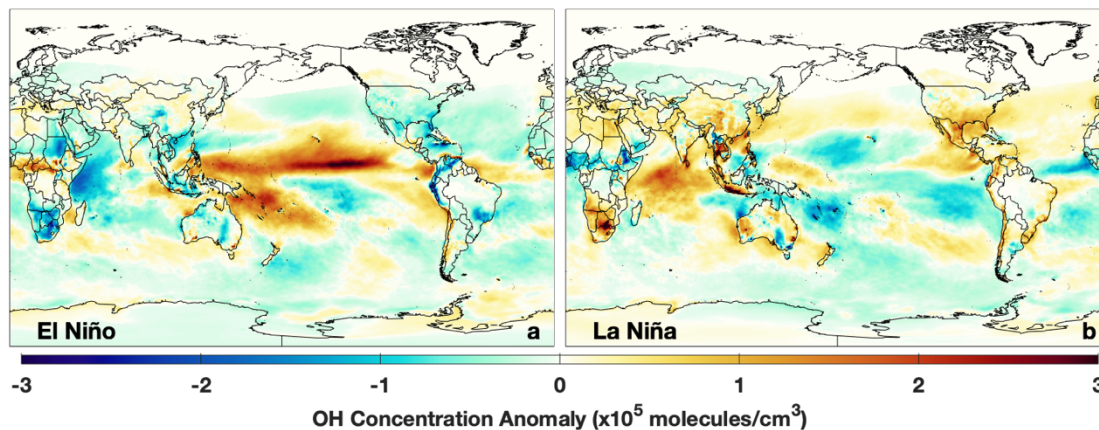 El Niño
a
La Niña
b
-3
-2
-1
0
1
2
3
OH Concentration Anomaly (x10⁵ molecules/cm³)